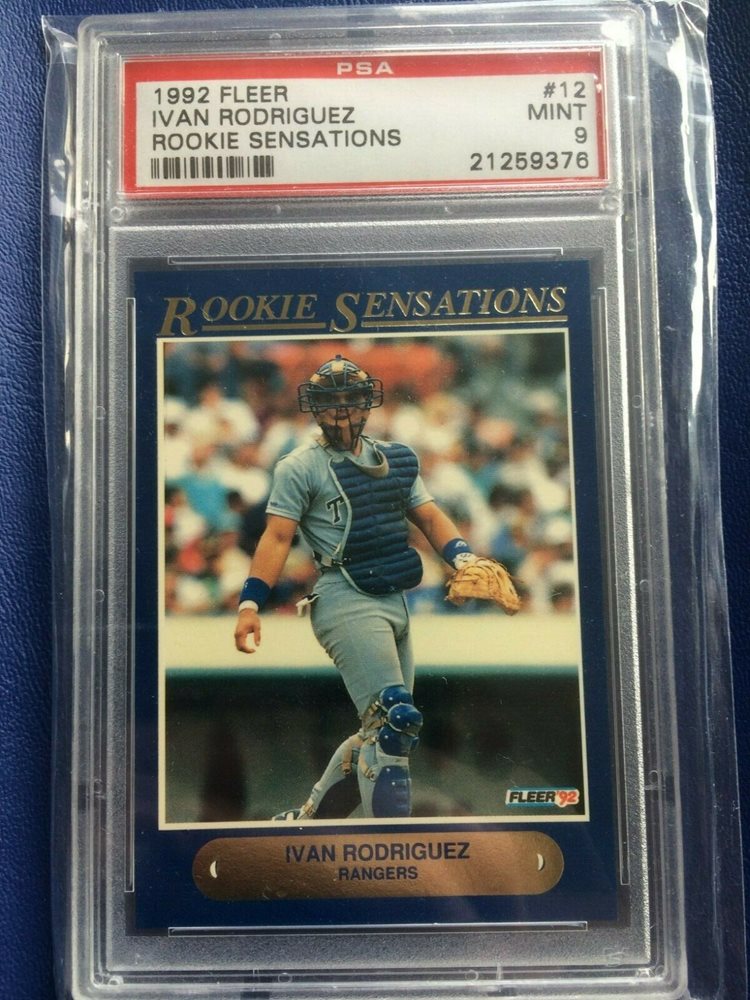 PSA
1992 FLEER #12
IVAN RODRIGUEZ MINT
ROOKIE SENSATIONS 9
21259376
ROOKIE SENSATIONS
T
FLEER '92
IVAN RODRIGUEZ
RANGERS